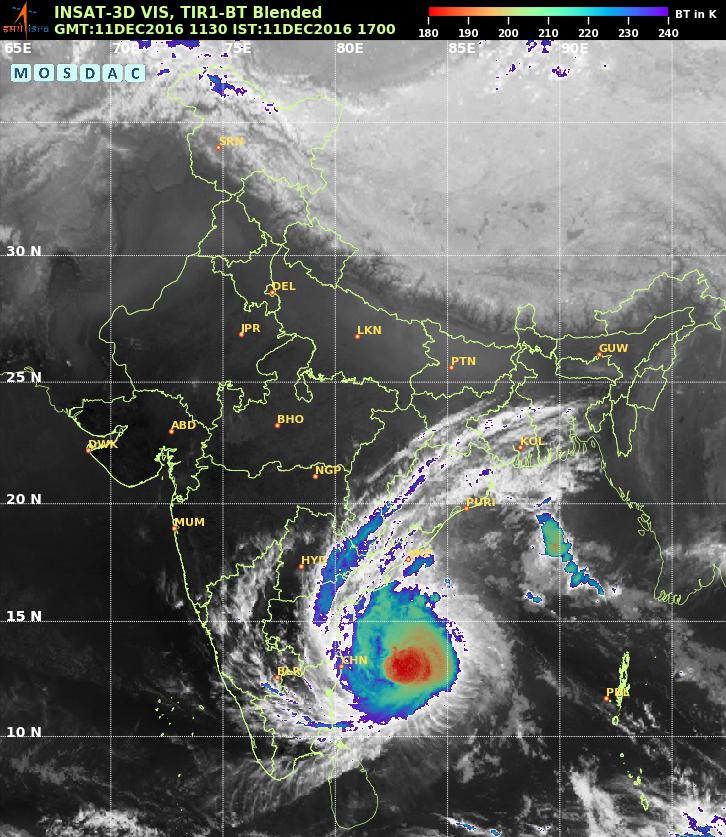 INSAT-3D VIS, TIR1-BT Blended
GMT:11DEC2016 1130 IST:11DEC2016 1700
BT in K
180 190 200 210 220 230 240
65E 70E 75E 80E 85E 90E
M O S D A C
SRN
30 N
DEL
JPR
LKN
GUW
PTN
25 N
ABD
BHO
DWK
KOL
NGP
20 N
PURI
MUM
HYD
15 N
CHN
BLR
PBL
10 N